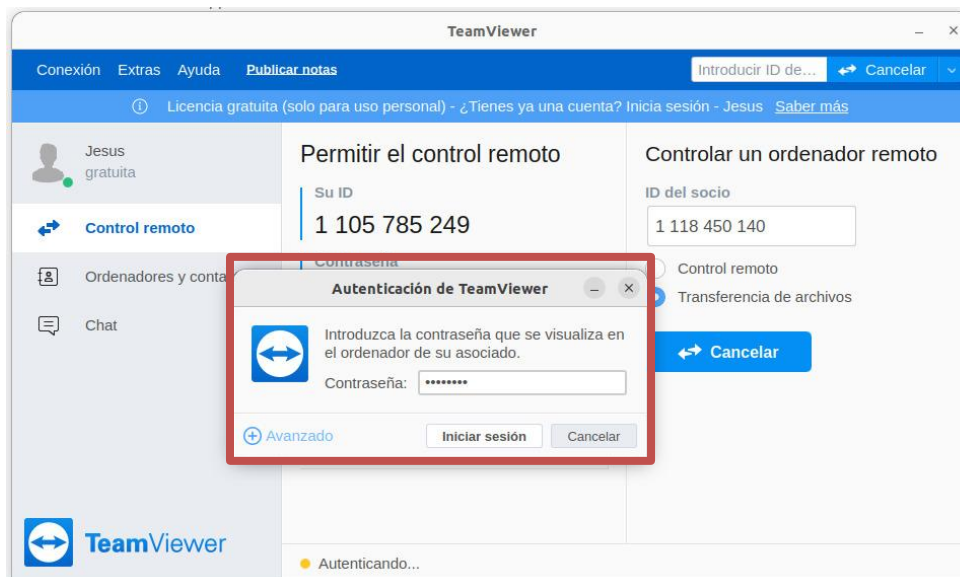 TeamViewer
Conexión Extras Ayuda Publicar notas
Introducir ID de... Cancelar
Licencia gratuita (solo para uso personal) - ¿Tienes ya una cuenta? Inicia sesión - Jesus Saber más
Jesus
gratuita
Control remoto
Ordenadores y conta
Chat
TeamViewer
Permitir el control remoto
Su ID
1 105 785 249
Contraseña
Controlar un ordenador remoto
ID del socio
1 118 450 140
Control remoto
Transferencia de archivos
Cancelar
Autenticación de TeamViewer
Introduzca la contraseña que se visualiza en
el ordenador de su asociado.
Contraseña: ••••••••
Avanzado
Iniciar sesión Cancelar
Autenticando...